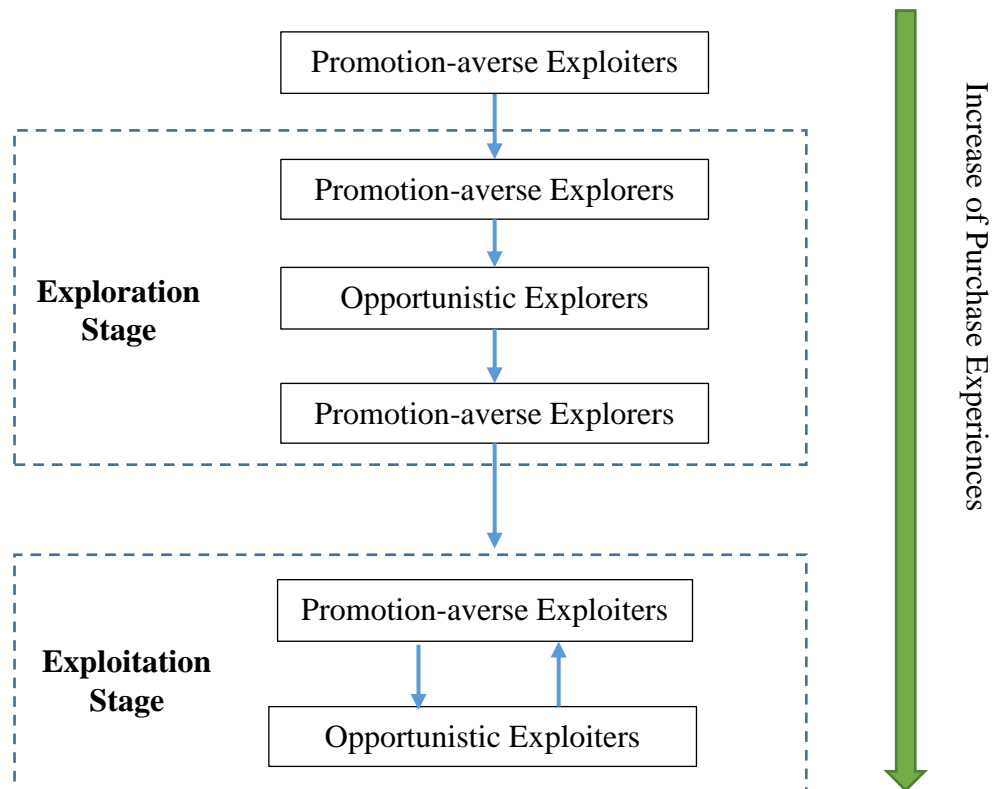 Promotion-averse Exploiters
Promotion-averse Explorers
Exploration
Stage
Opportunistic Explorers
Promotion-averse Explorers
Promotion-averse Exploiters
Exploitation
Stage
Opportunistic Exploiters
Increase of Purchase Experiences